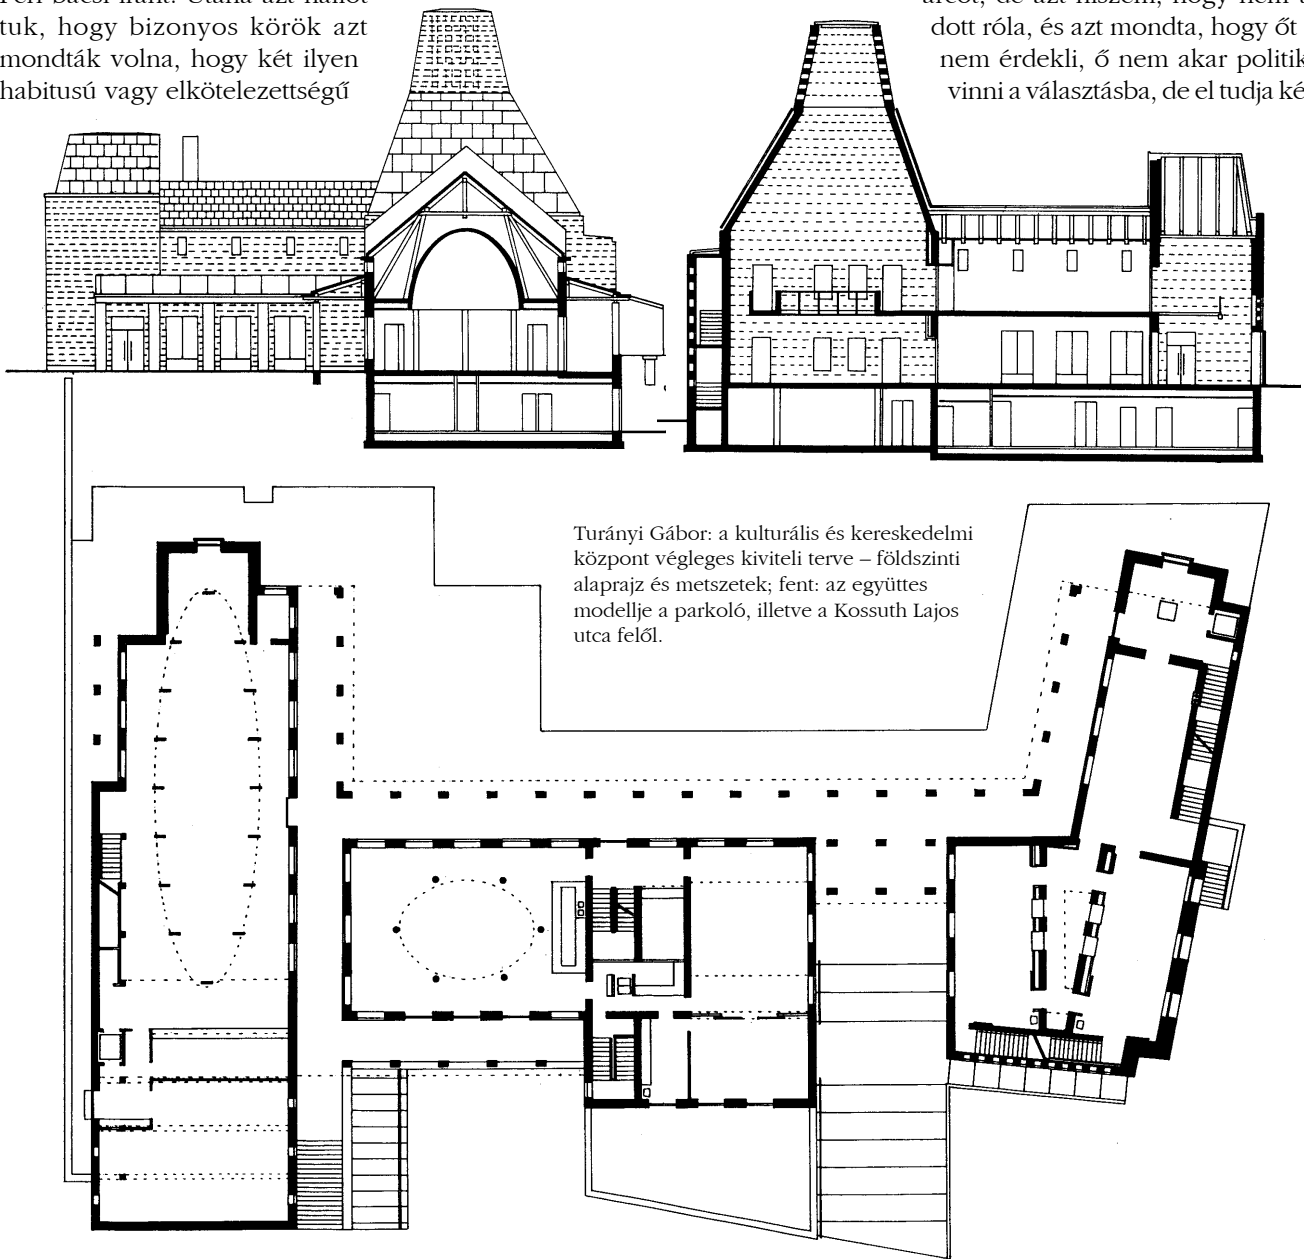 tuk, hogy bizonyos körök azt
mondták volna, hogy két ilyen
habitusú vagy elkötelezettségű
dott róla, és azt mondta, hogy őt
nem érdekli, ő nem akar politik
vinni a választásba, de el tudja ké
Turányi Gábor: a kulturális és kereskedelmi
központ végleges kiviteli terve – földszinti
alaprajz és metszetek; fent: az együttes
modellje a parkoló, illetve a Kossuth Lajos
utca felől.